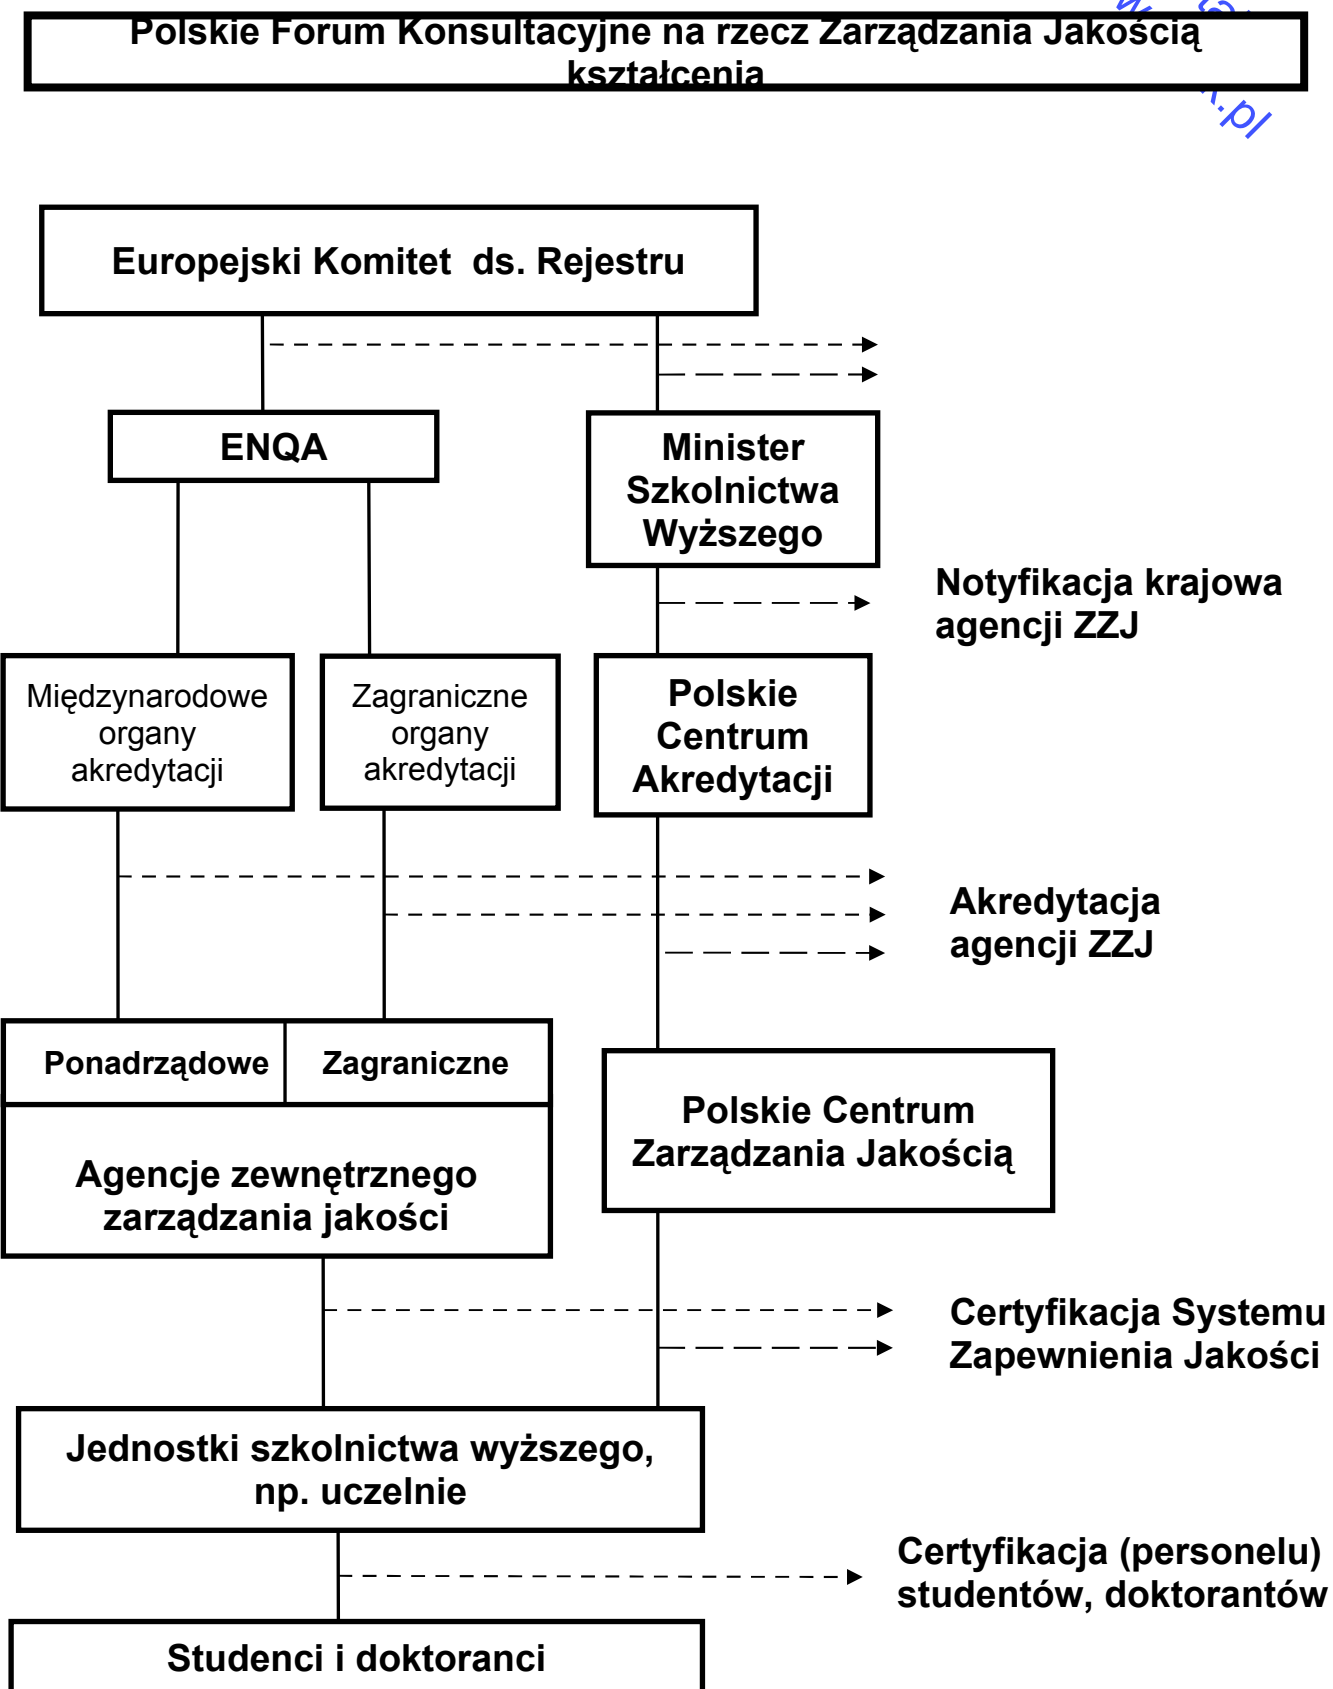 Polskie Forum Konsultacyjne na rzecz Zarządzania Jakością
kształcenia
Europejski Komitet ds. Rejestru
ENQA
Minister
Szkolnictwa
Wyższego
Notyfikacja krajowa
agencji ZZJ
Międzynarodowe
organy
akredytacji
Zagraniczne
organy
akredytacji
Polskie
Centrum
Akredytacji
Akredytacja
agencji ZZJ
Ponadrządowe
Zagraniczne
Agencje zewnętrznego
zarządzania jakości
Polskie Centrum
Zarządzania Jakością
Certyfikacja Systemu
Zapewnienia Jakości
Jednostki szkolnictwa wyższego,
np. uczelnie
Certyfikacja (personelu)
studentów, doktorantów
Studenci i doktoranci